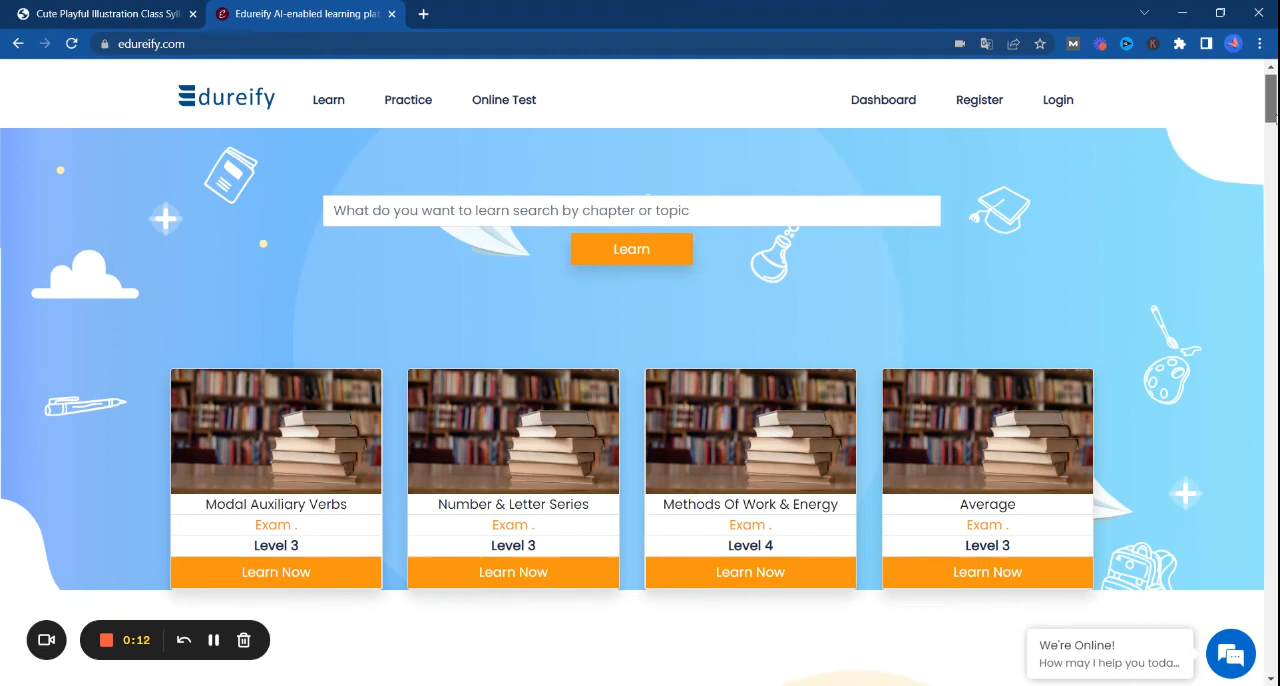 Cute Playful Illustration Class Syll
Edureify AI-enabled learning plat
edureify.com
Edureify
Learn
Practice
Online Test
Dashboard
Register
Login
What do you want to learn search by chapter or topic
Learn
Modal Auxiliary Verbs
Exam .
Level 3
Learn Now
Number & Letter Series
Exam .
Level 3
Learn Now
Methods Of Work & Energy
Exam .
Level 4
Learn Now
Average
Exam .
Level 3
Learn Now
0:12
We're Online!
How may I help you toda...